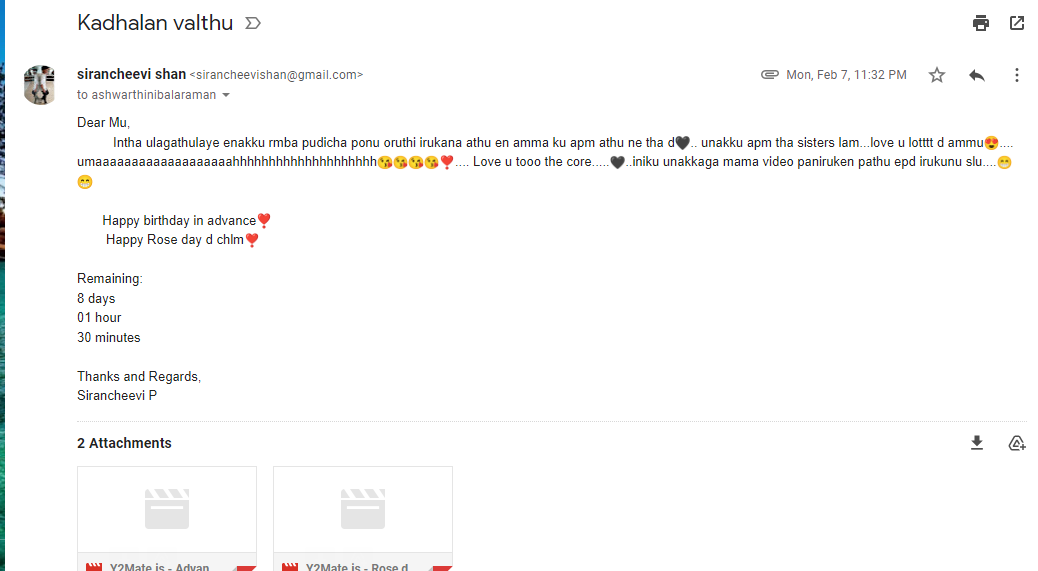 Kadhalan valthu
sirancheevi shan <sirancheevishan@gmail.com>
Mon, Feb 7, 11:32 PM
to ashwarthinibalaraman
Dear Mu,
Intha ulagathulaye enakku rmba pudicha ponu oruthi irukana athu en amma ku apm athu ne tha d🖤.. unakku apm tha sisters lam...love u lotttt d ammu😍....
umaaaaaaaaaaaaaaaaaaahhhhhhhhhhhhhhhhhhhh😘😘😘😘❣️.... Love u tooo the core.....🖤..iniku unakkaga mama video paniruken pathu epd irukunu slu....😁
😁
Happy birthday in advance❣️
Happy Rose day d chlm❣️
Remaining:
8 days
01 hour
30 minutes
Thanks and Regards,
Sirancheevi P
2 Attachments
Y2Mate.is - Advan... Y2Mate.is - Rose d...